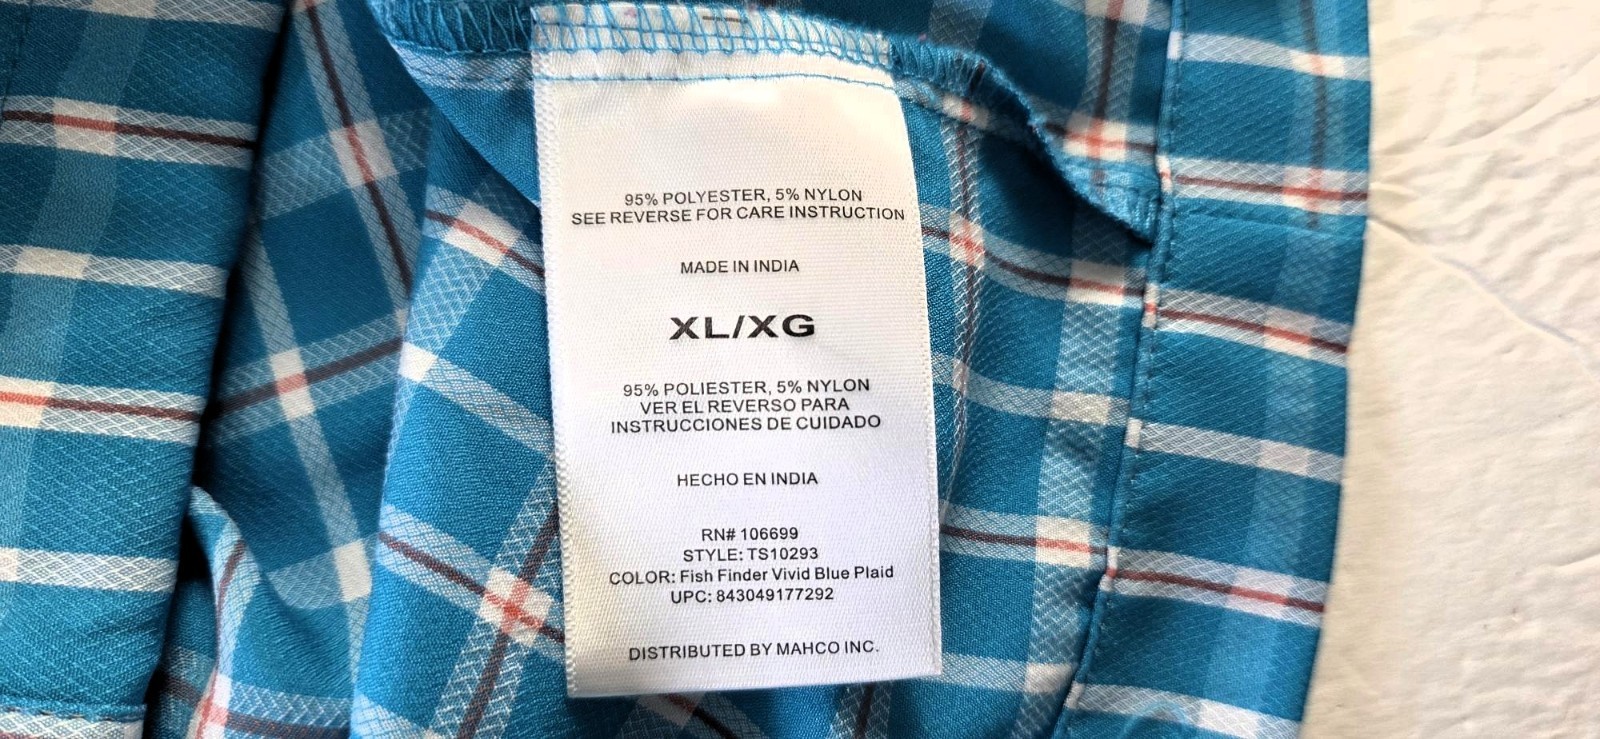 95% POLYESTER, 5% NYLON
SEE REVERSE FOR CARE INSTRUCTION
MADE IN INDIA
XL/XG
95% POLIESTER, 5% NYLON
VER EL REVERSO PARA
INSTRUCCIONES DE CUIDADO
HECHO EN INDIA
RN# 106699
STYLE: TS10293
COLOR: Fish Finder Vivid Blue Plaid
UPC: 843049177292
DISTRIBUTED BY MAHCO INC.